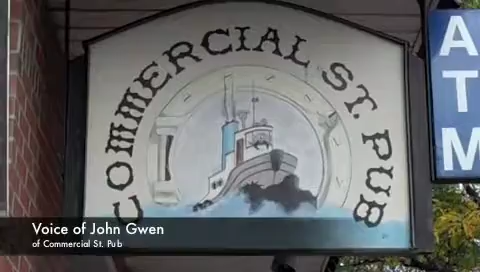 COMMERCIAL ST. PUB
ATM
Voice of John Gwen
of Commercial St. Pub